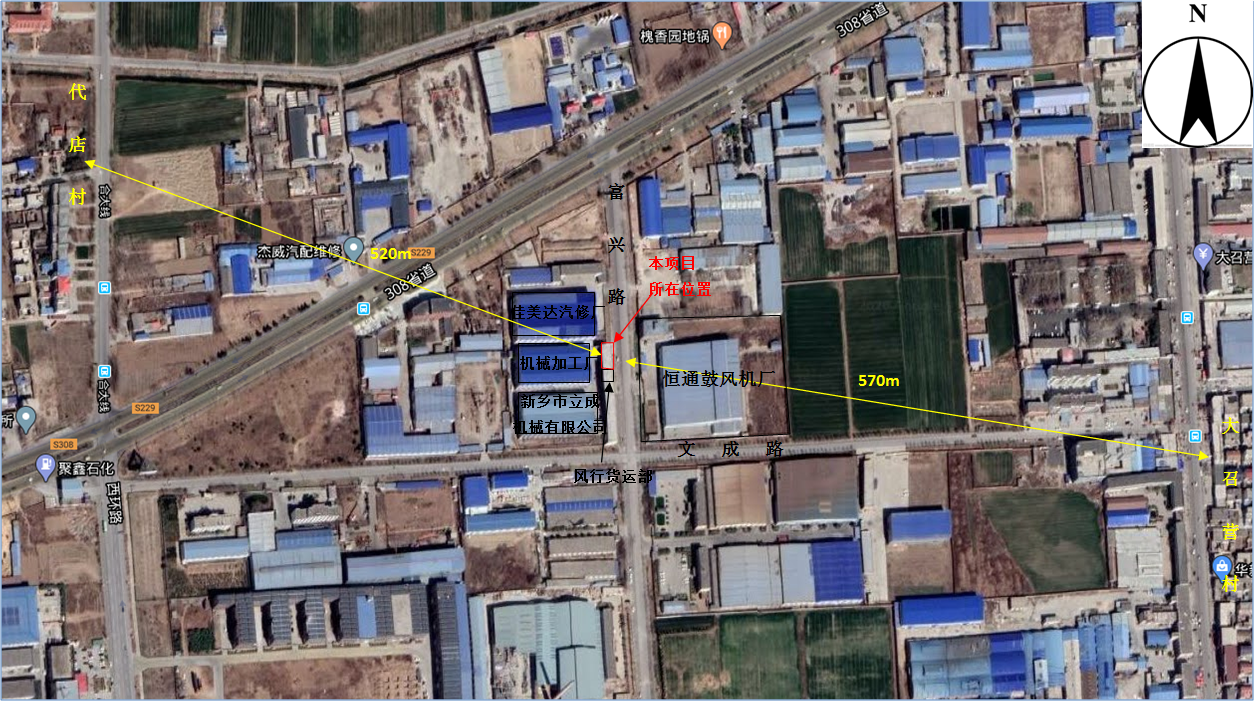 N
308省道
槐香园地锅
代店村
合大线
富兴路
杰威汽配维修
520m
S229
308省道
本项目
所在位置
大召营
佳美达汽修厂
机械加工厂
恒通鼓风机厂
570m
新乡市立成
机械有限公司
合大线
S229
所
S308
聚鑫石化
文成路
风行货运部
西环路
大召营村
华